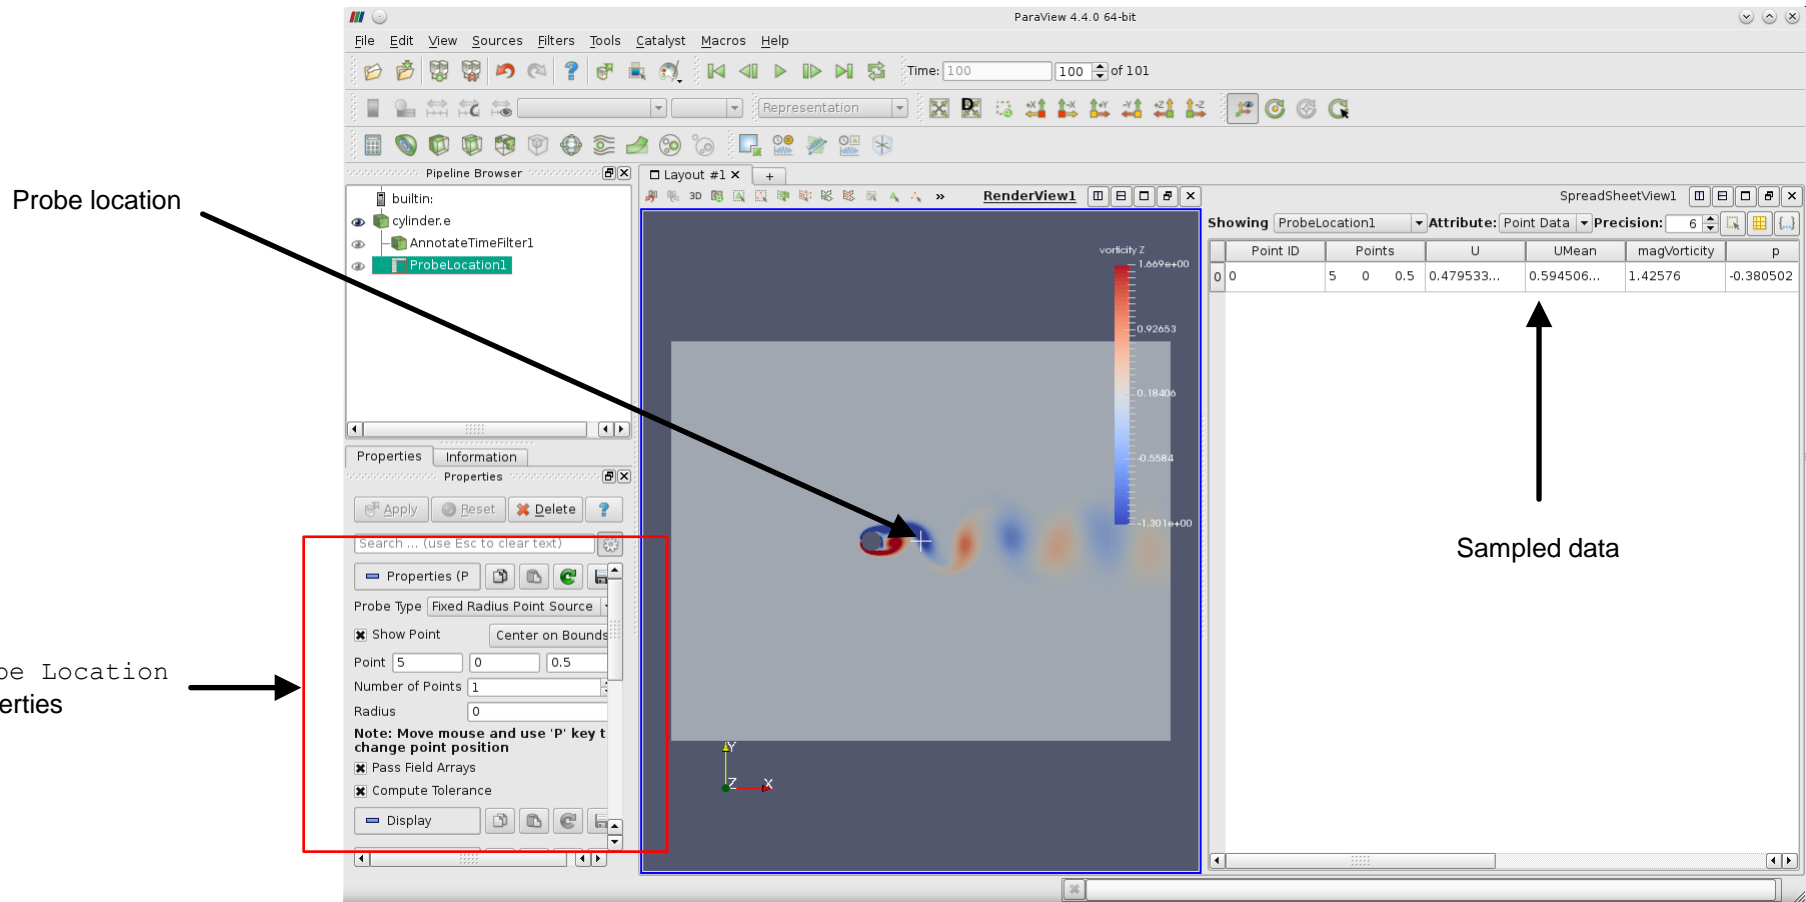 ParaView 4.4.0 64-bit
File Edit View Sources Filters Tools Catalyst Macros Help
Time: 100 100 of 101
Representation
Pipeline Browser
builtin:
cylinder.e
AnnotateTimeFilter1
ProbeLocation1
Probe location
Layout #1 +
3D » RenderView1
SpreadSheetView1
Showing ProbeLocation1 Attribute: Point Data Precision: 6 {...}
Point ID Points U UMean magVorticity p
0 0 5 0 0.5 0.479533... 0.594506... 1.42576 -0.380502
vorticity Z
1.669e+00
0.92653
0.18406
-0.5584
-1.301e+00
Sampled data
Properties Information
Properties
Apply Reset Delete ?
Search ... (use Esc to clear text)
Properties (P
Probe Type Fixed Radius Point Source
Show Point Center on Bounds
Point 5 0 0.5
Number of Points 1
Radius 0
Note: Move mouse and use 'P' key t
change point position
Pass Field Arrays
Compute Tolerance
Display
be Location
erties
Y
Z X